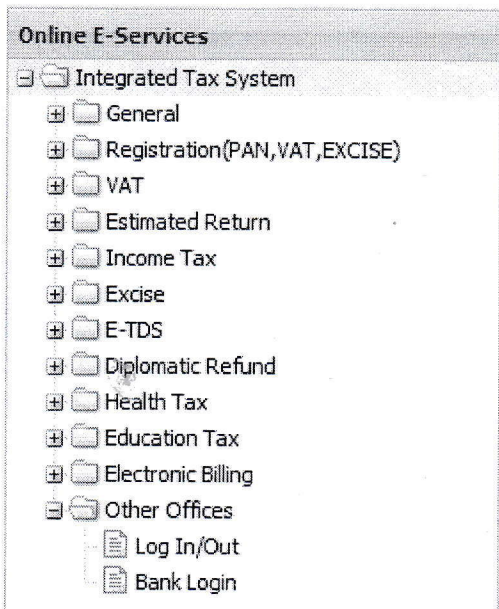 Online E-Services
Integrated Tax System
General
Registration(PAN,VAT,EXCISE)
VAT
Estimated Return
Income Tax
Excise
E-TDS
Diplomatic Refund
Health Tax
Education Tax
Electronic Billing
Other Offices
Log In/Out
Bank Login